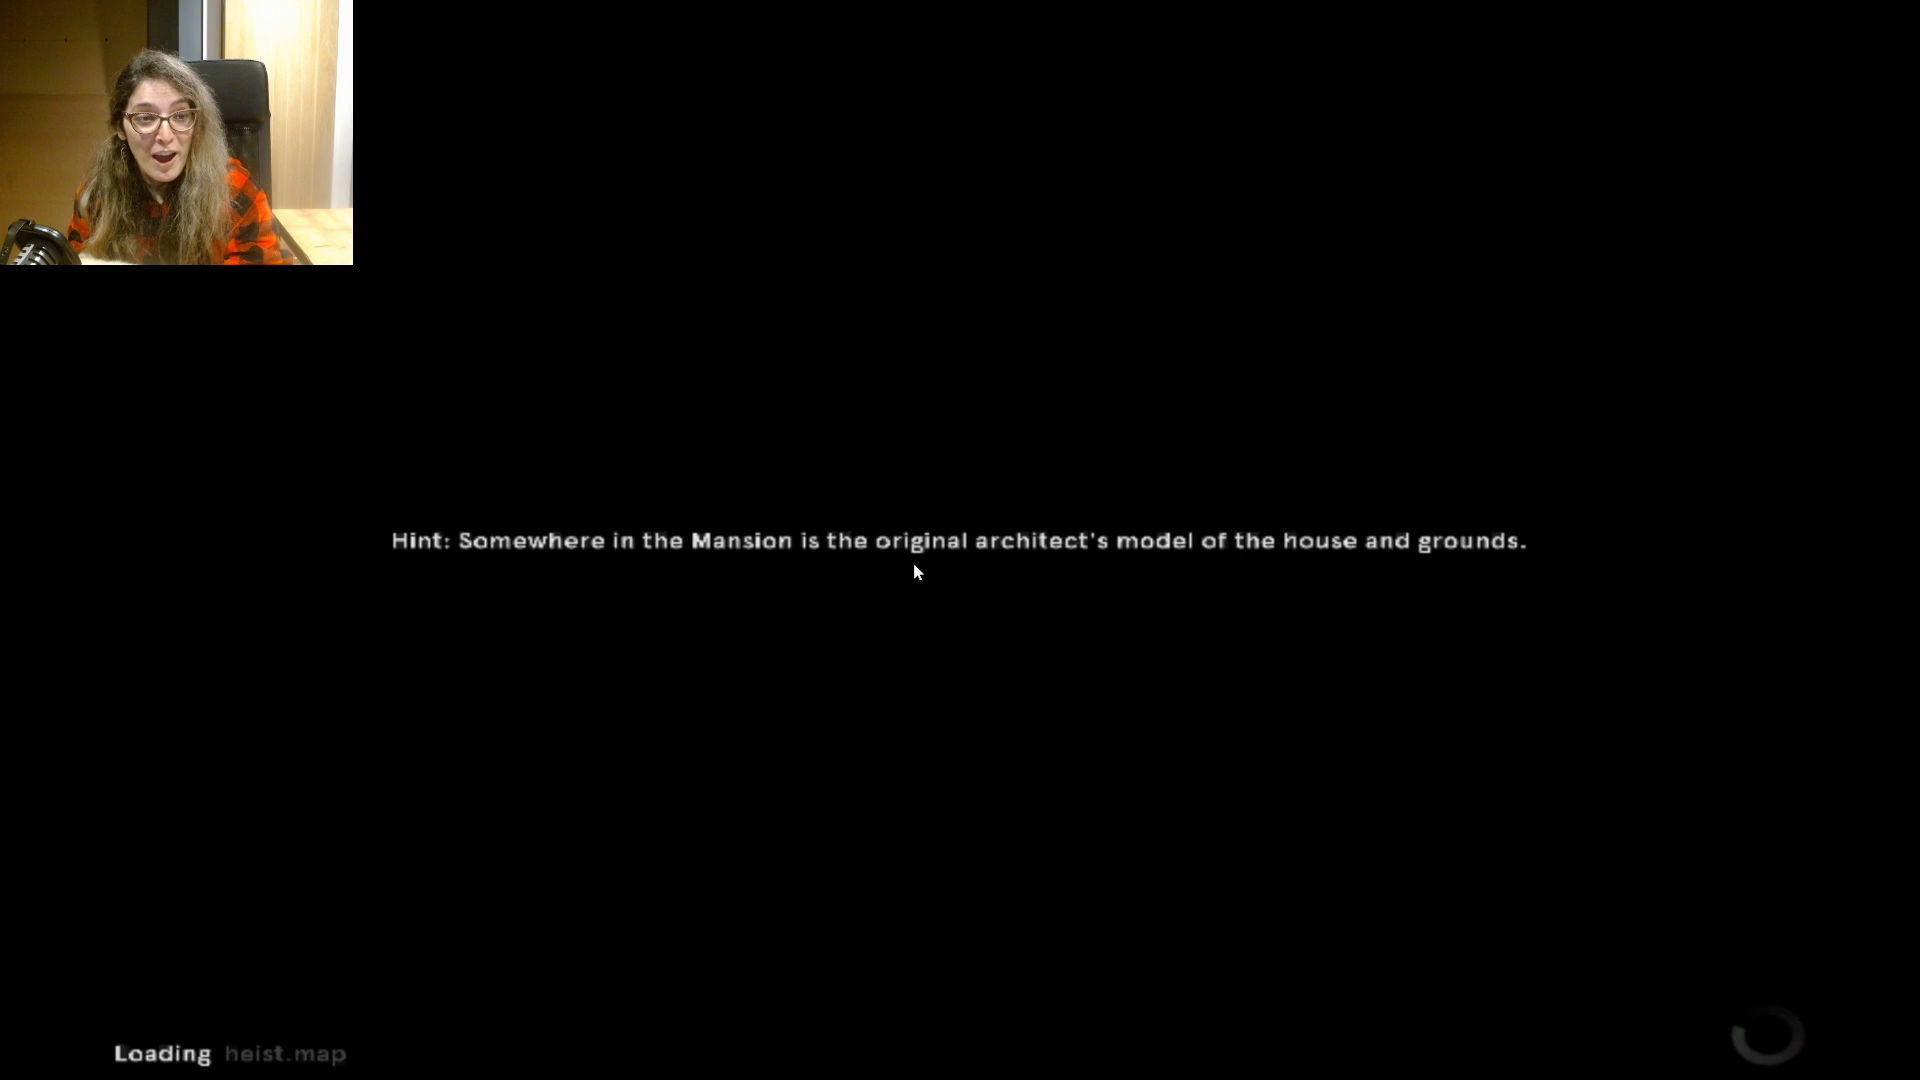 Hint: Somewhere in the Mansion is the original architect's model of the house and grounds.
Loading heist.map